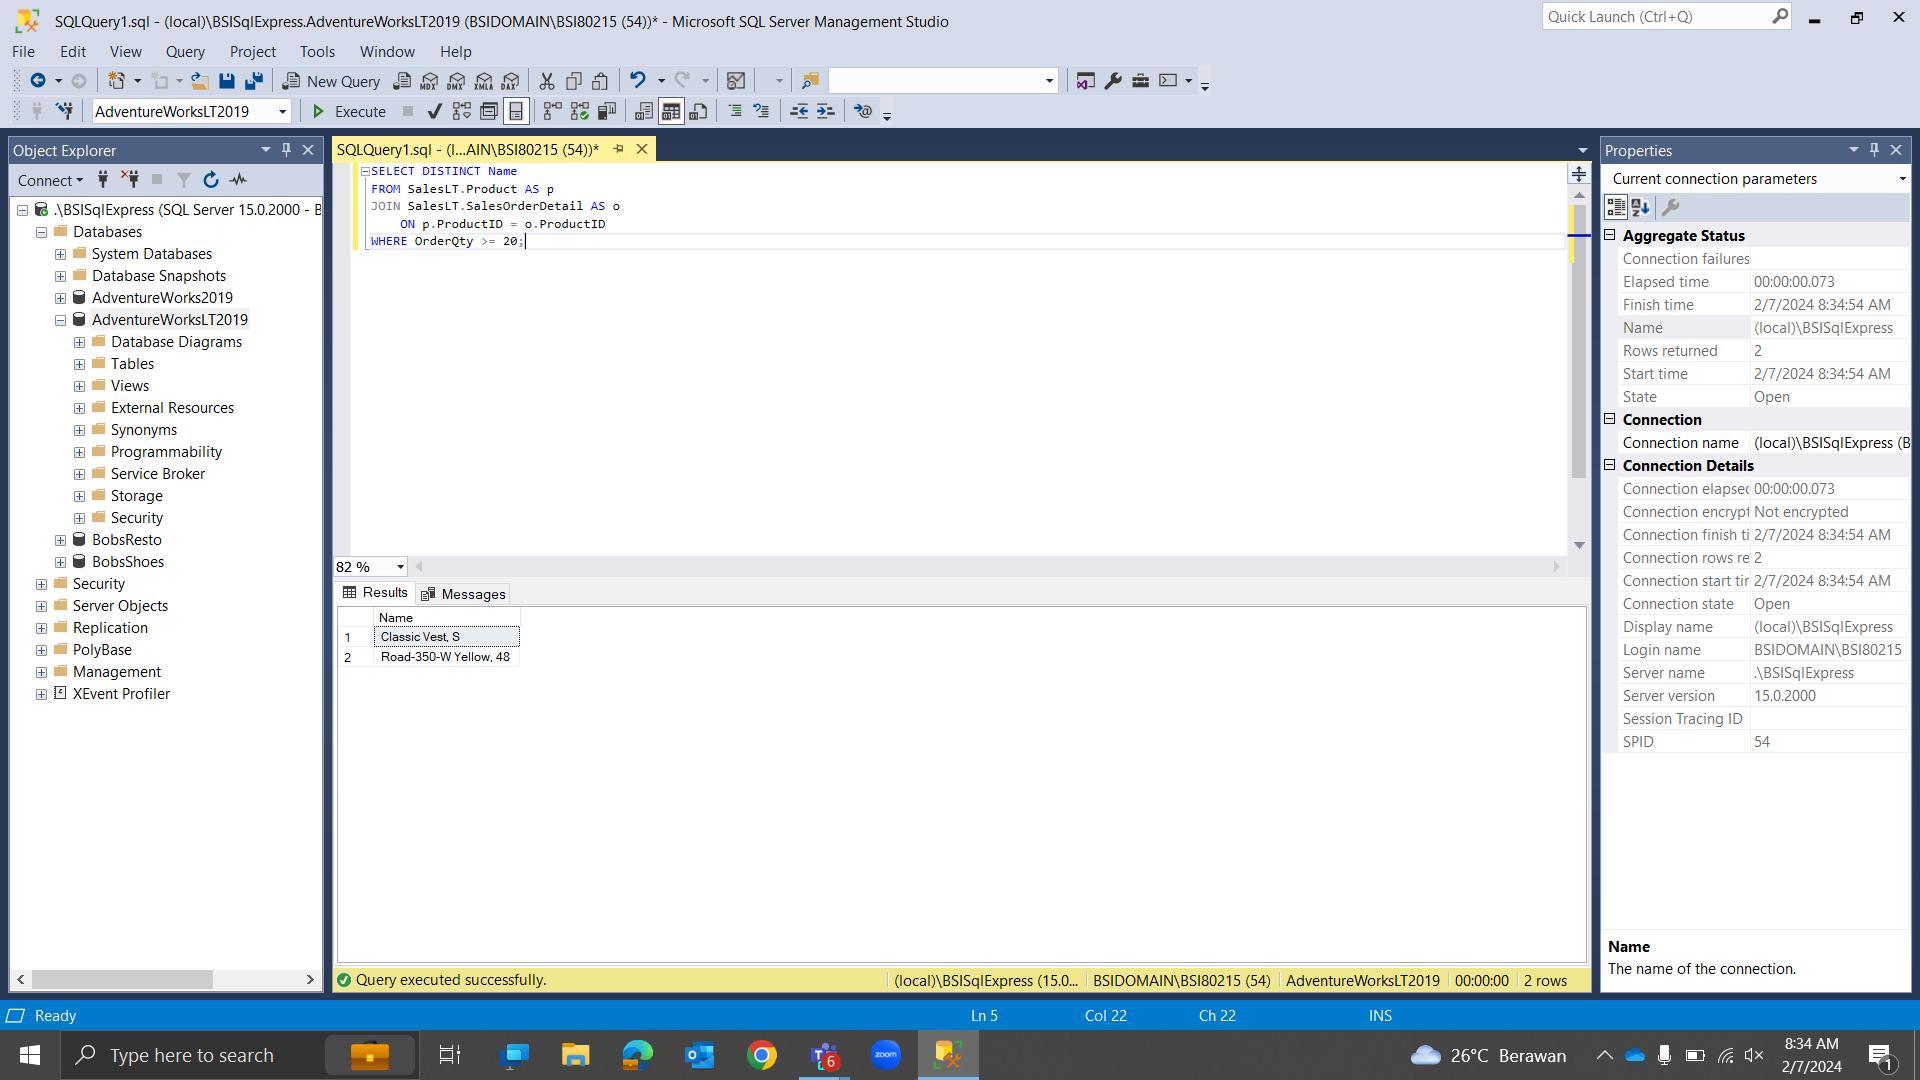 SQLQuery1.sql - (local)\BSISqlExpress.AdventureWorksLT2019 (BSIDOMAIN\BSI80215 (54))* - Microsoft SQL Server Management Studio
Quick Launch (Ctrl+Q)
File Edit View Query Project Tools Window Help
New Query
MDX DMX XMLA DAX
AdventureWorksLT2019
Execute
Object Explorer
Connect
.\BSISqlExpress (SQL Server 15.0.2000 - B
Databases
System Databases
Database Snapshots
AdventureWorks2019
AdventureWorksLT2019
Database Diagrams
Tables
Views
External Resources
Synonyms
Programmability
Service Broker
Storage
Security
BobsResto
BobsShoes
Security
Server Objects
Replication
PolyBase
Management
XEvent Profiler
SQLQuery1.sql - (l...AIN\BSI80215 (54))*
SELECT DISTINCT Name
FROM SalesLT.Product AS p
JOIN SalesLT.SalesOrderDetail AS o
ON p.ProductID = o.ProductID
WHERE OrderQty >= 20;
82 %
Results Messages
Name
1 Classic Vest, S
2 Road-350-W Yellow, 48
Query executed successfully.
(local)\BSISqlExpress (15.0... BSIDOMAIN\BSI80215 (54) AdventureWorksLT2019 00:00:00 2 rows
Properties
Current connection parameters
Aggregate Status
Connection failures
Elapsed time 00:00:00.073
Finish time 2/7/2024 8:34:54 AM
Name (local)\BSISqlExpress
Rows returned 2
Start time 2/7/2024 8:34:54 AM
State Open
Connection
Connection name (local)\BSISqlExpress (B
Connection Details
Connection elapsed 00:00:00.073
Connection encrypt Not encrypted
Connection finish ti 2/7/2024 8:34:54 AM
Connection rows re 2
Connection start tir 2/7/2024 8:34:54 AM
Connection state Open
Display name (local)\BSISqlExpress
Login name BSIDOMAIN\BSI80215
Server name .\BSISqlExpress
Server version 15.0.2000
Session Tracing ID
SPID 54
Name
The name of the connection.
Ready
Ln 5 Col 22 Ch 22 INS
Type here to search
6
zoom
26°C Berawan
8:34 AM
2/7/2024
1